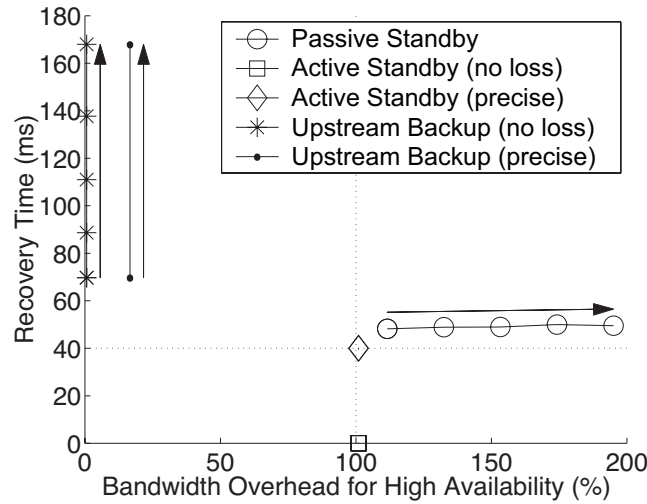 180
160
140
120
100
80
60
40
20
0
Recovery Time (ms)
Passive Standby
Active Standby (no loss)
Active Standby (precise)
Upstream Backup (no loss)
Upstream Backup (precise)
0 50 100 150 200
Bandwidth Overhead for High Availability (%)